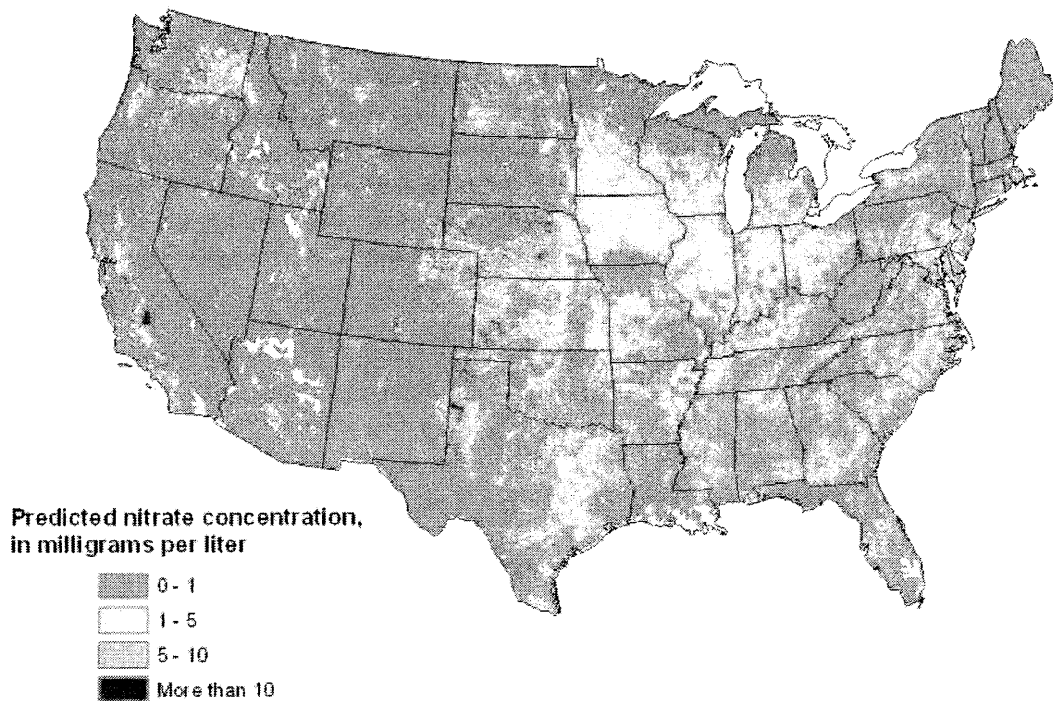 Predicted nitrate concentration,
in milligrams per liter
0 - 1
1 - 5
5 - 10
More than 10